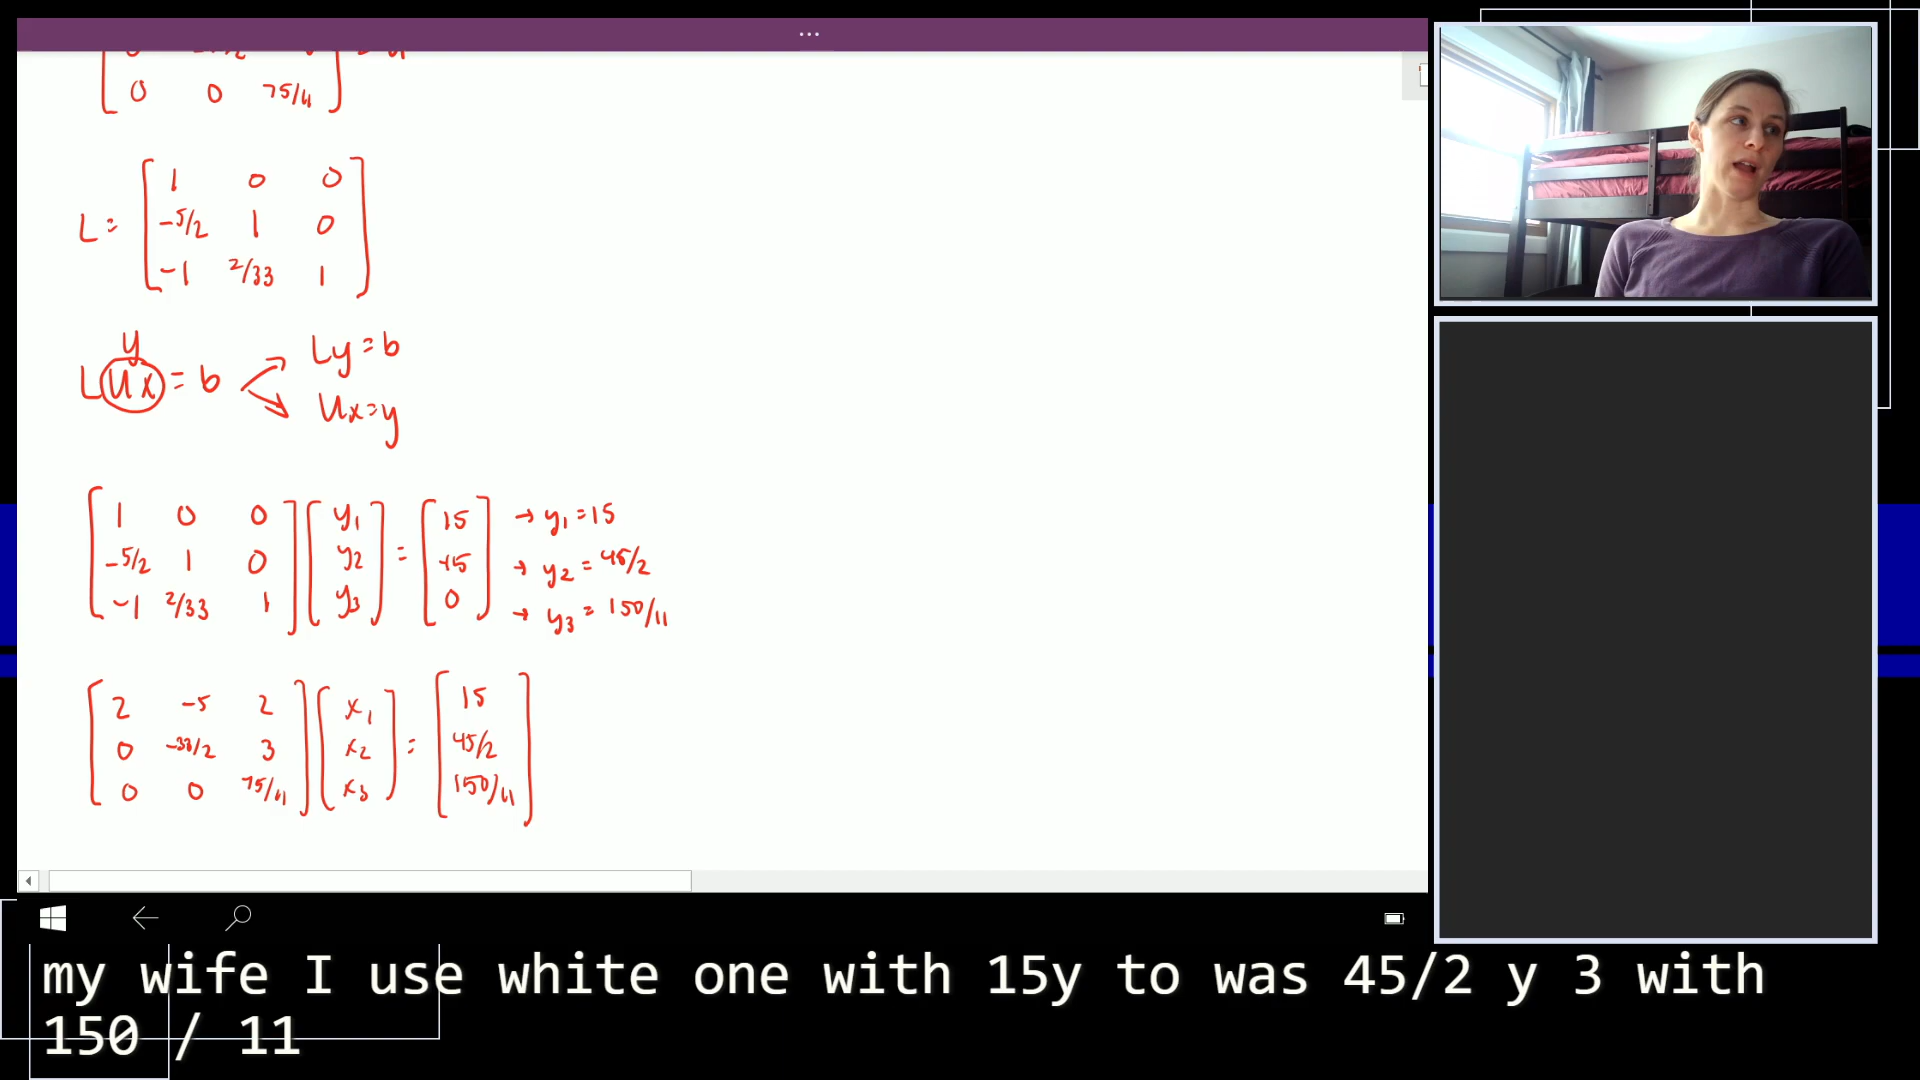 ...
0 0 75/11
L = [ 1 0 0
-5/2 1 0
-1 2/33 1 ]
y
LUx = b
Ly = b
Ux = y
[ 1 0 0 ] [ y1 ] = [ 15 ] → y1 = 15
[ -5/2 1 0 ] [ y2 ] = [ -15 ] → y2 = 45/2
[ -1 2/33 1 ] [ y3 ] = [ 0 ] → y3 = 150/11
[ 2 -5 2 ] [ x1 ] = [ 15 ]
[ 0 -33/2 3 ] [ x2 ] = [ 45/2 ]
[ 0 0 75/11 ] [ x3 ] = [ 150/11 ]
my wife I use white one with 15y to was 45/2 y 3 with
150 / 11